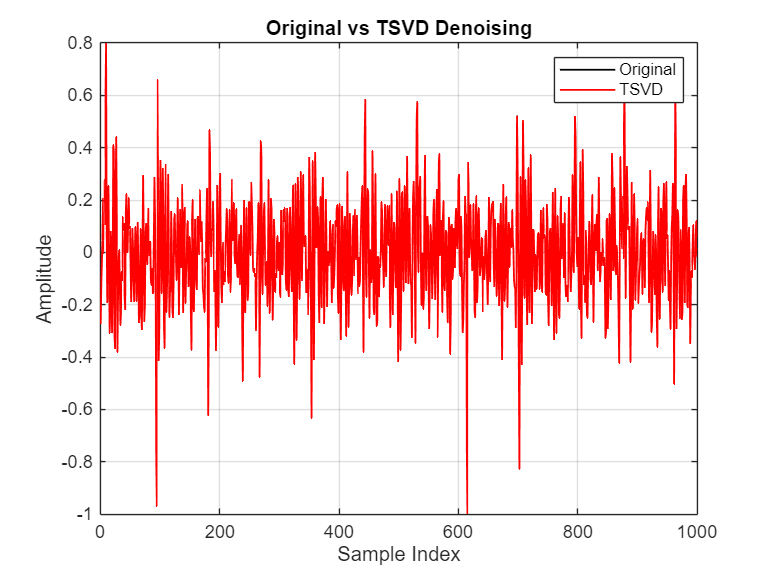 Original vs TSVD Denoising
Original
TSVD
0.8
0.6
0.4
0.2
0
-0.2
-0.4
-0.6
-0.8
-1
Amplitude
0 200 400 600 800 1000
Sample Index